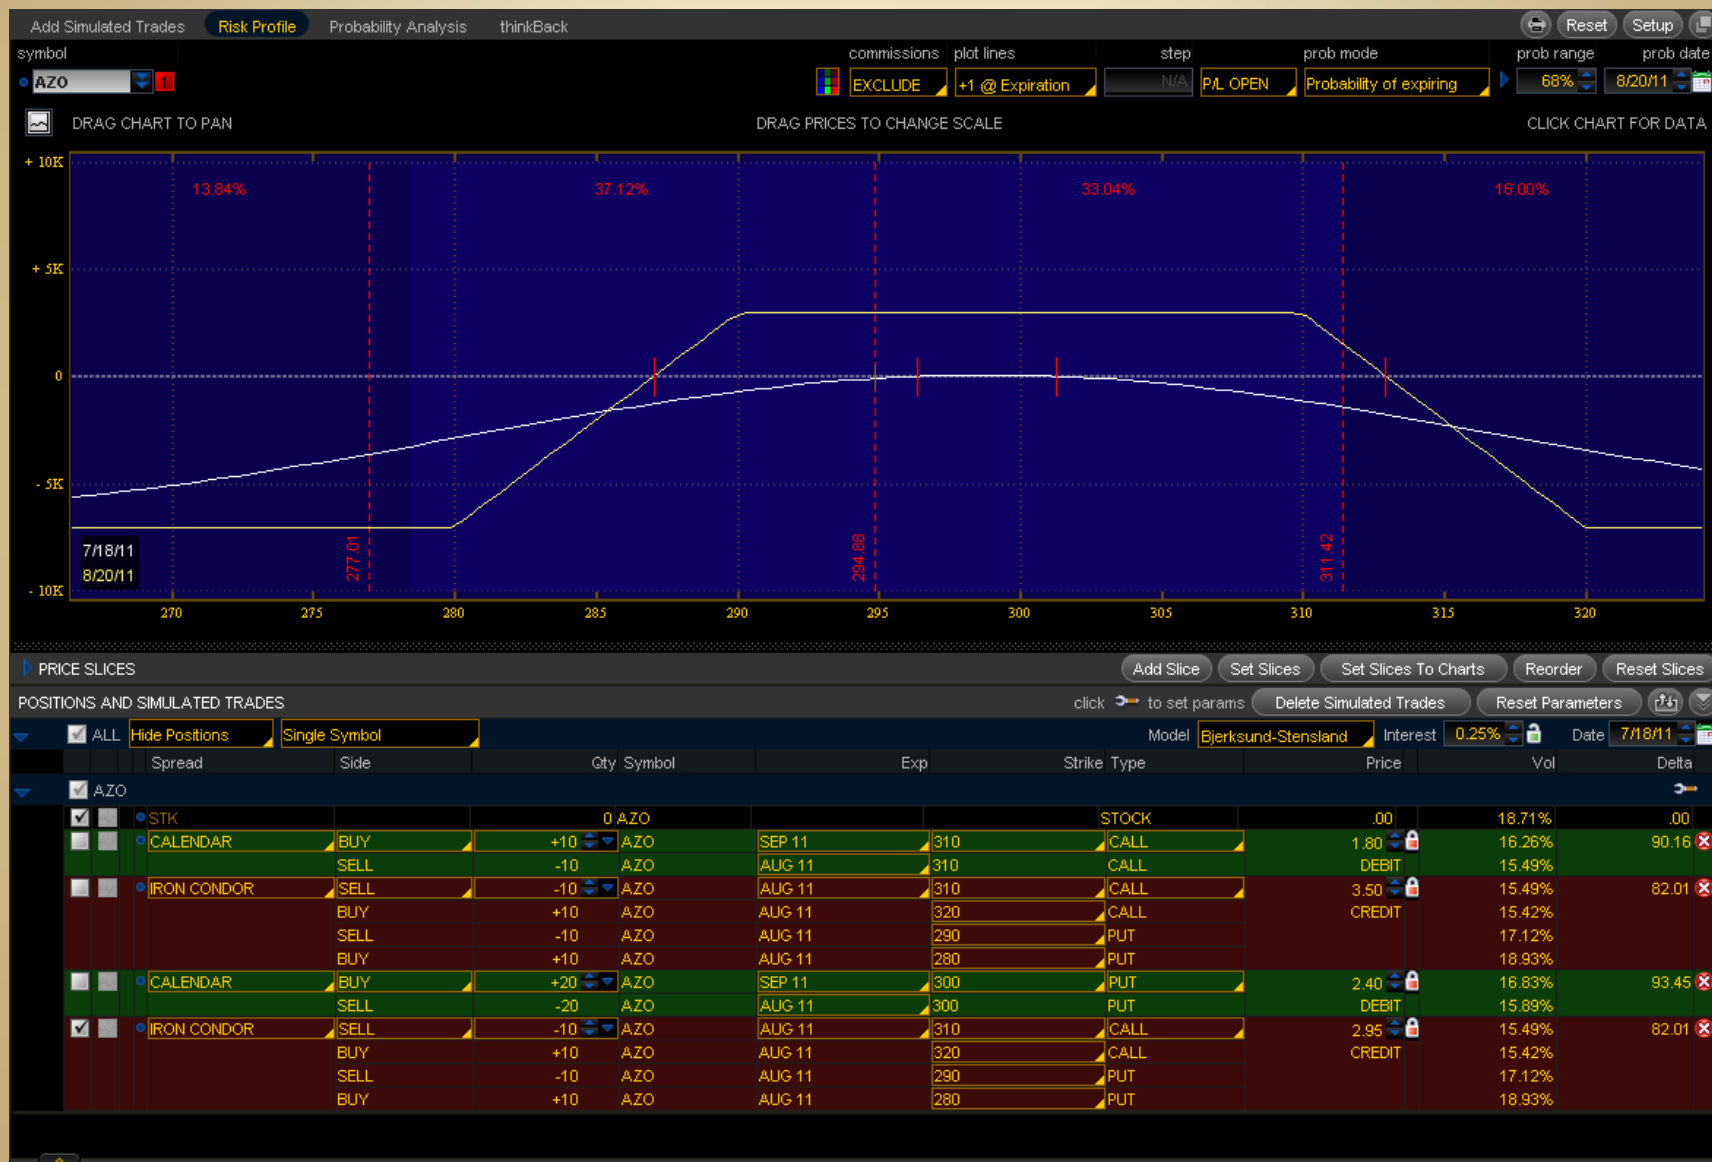 Add Simulated Trades Risk Profile Probability Analysis thinkBack Reset Setup
symbol commissions plot lines step prob mode prob range prob date
AZO 1 EXCLUDE +1 @ Expiration N/A P/L OPEN Probability of expiring 68% 8/20/11
DRAG CHART TO PAN DRAG PRICES TO CHANGE SCALE CLICK CHART FOR DATA
+ 10K
13.84% 37.12% 33.04% 16.00%
+ 5K
0
- 5K
7/18/11
8/20/11
277.01 294.88 311.42
- 10K
270 275 280 285 290 295 300 305 310 315 320
PRICE SLICES Add Slice Set Slices Set Slices To Charts Reorder Reset Slices
POSITIONS AND SIMULATED TRADES click to set params Delete Simulated Trades Reset Parameters
ALL Hide Positions Single Symbol Model Bjerksund-Stensland Interest 0.25% Date 7/18/11
Spread Side Qty Symbol Exp Strike Type Price Vol Delta
AZO
STK 0 AZO STOCK .00 18.71% .00
CALENDAR BUY +10 AZO SEP 11 310 CALL 1.80 16.26% 90.16
SELL -10 AZO AUG 11 310 CALL DEBIT 15.49%
IRON CONDOR SELL -10 AZO AUG 11 310 CALL 3.50 15.49% 82.01
BUY +10 AZO AUG 11 320 CALL CREDIT 15.42%
SELL -10 AZO AUG 11 290 PUT 17.12%
BUY +10 AZO AUG 11 280 PUT 18.93%
CALENDAR BUY +20 AZO SEP 11 300 PUT 2.40 16.83% 93.45
SELL -20 AZO AUG 11 300 PUT DEBIT 15.89%
IRON CONDOR SELL -10 AZO AUG 11 310 CALL 2.95 15.49% 82.01
BUY +10 AZO AUG 11 320 CALL CREDIT 15.42%
SELL -10 AZO AUG 11 290 PUT 17.12%
BUY +10 AZO AUG 11 280 PUT 18.93%